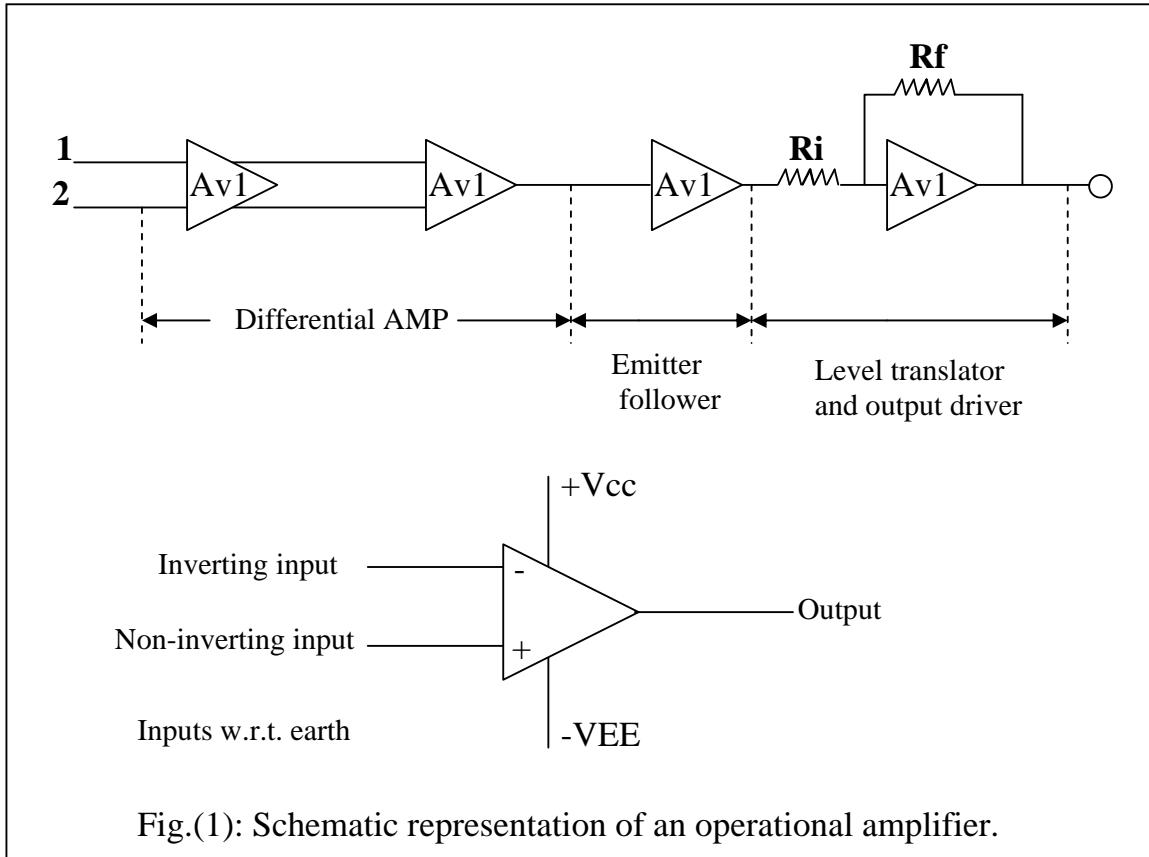 Rf
1
Ri
Av1
Av1
Av1
Av1
2
Differential AMP
Emitter
follower
Level translator
and output driver
+Vcc
Inverting input
-
Output
Non-inverting input
+
Inputs w.r.t. earth
-VEE
Fig.(1): Schematic representation of an operational amplifier.